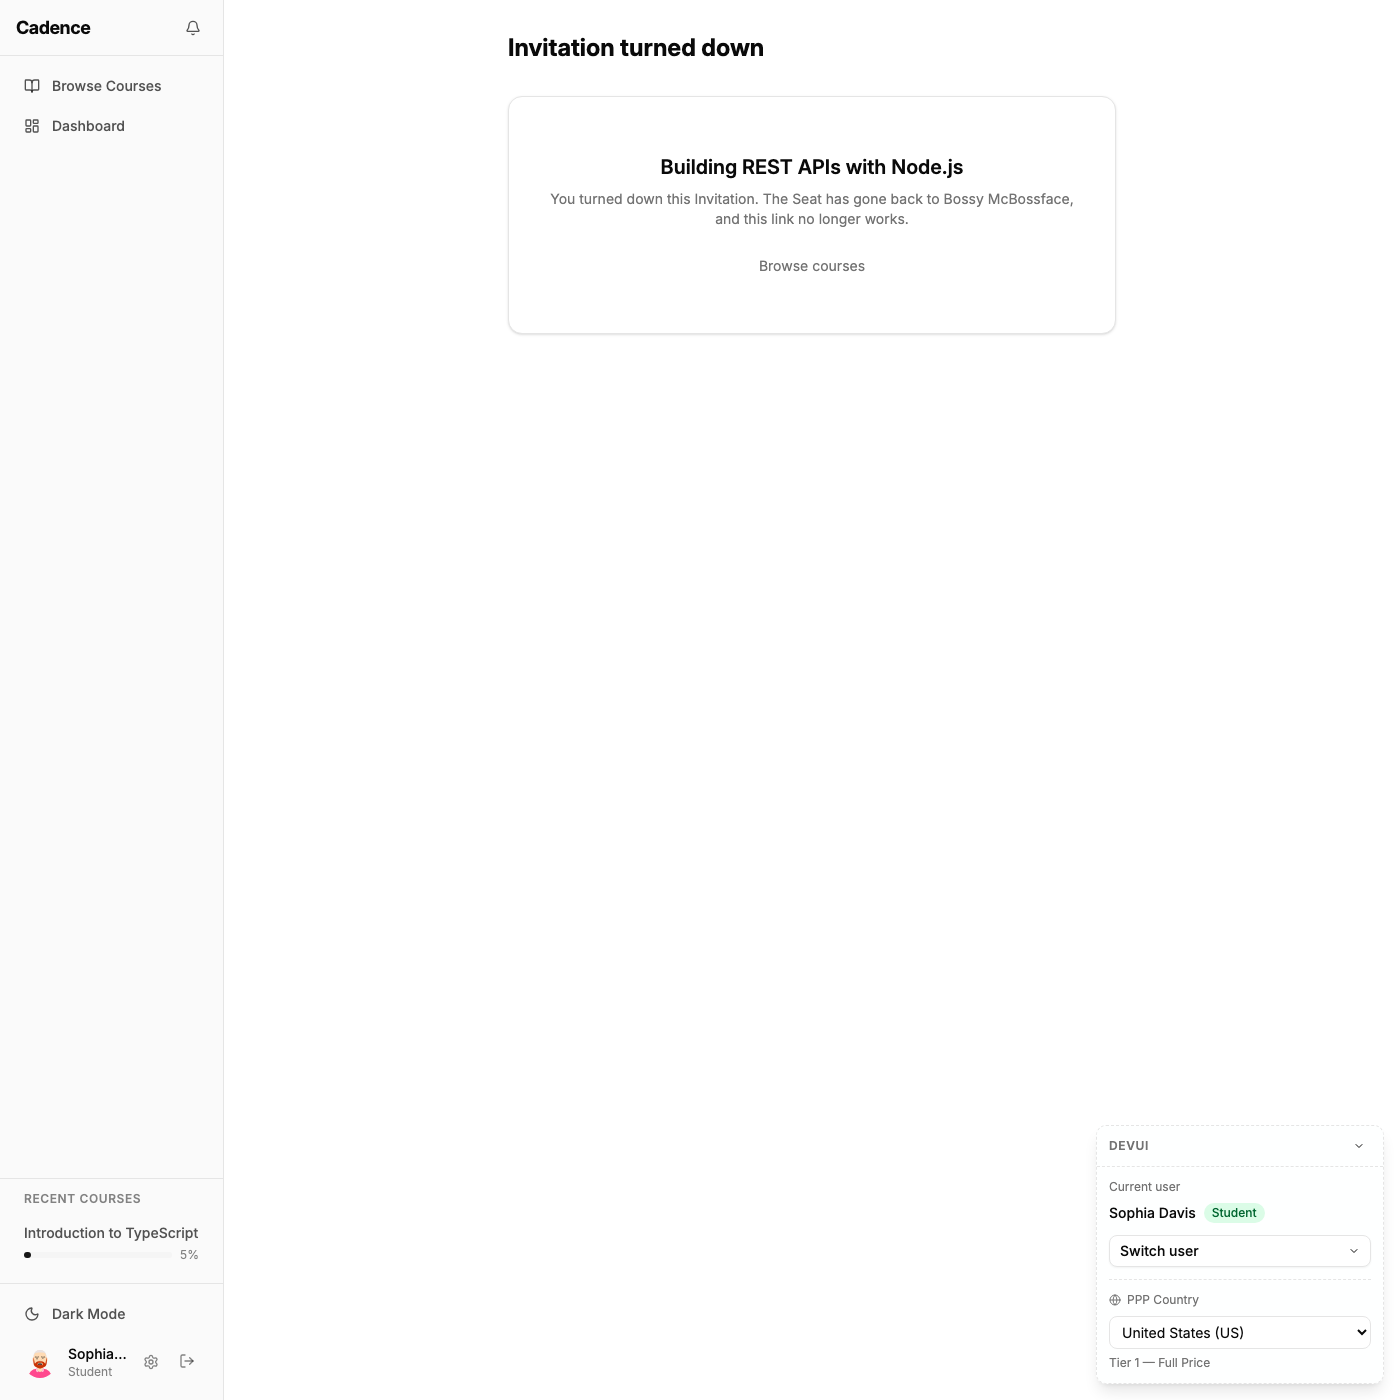 Cadence
Browse Courses
Dashboard
Invitation turned down
Building REST APIs with Node.js
You turned down this Invitation. The Seat has gone back to Bossy McBossface,
and this link no longer works.
Browse courses
RECENT COURSES
Introduction to TypeScript
5%
Dark Mode
Sophia...
Student
DEVUI
Current user
Sophia Davis
Student
Switch user
PPP Country
United States (US)
Tier 1 — Full Price